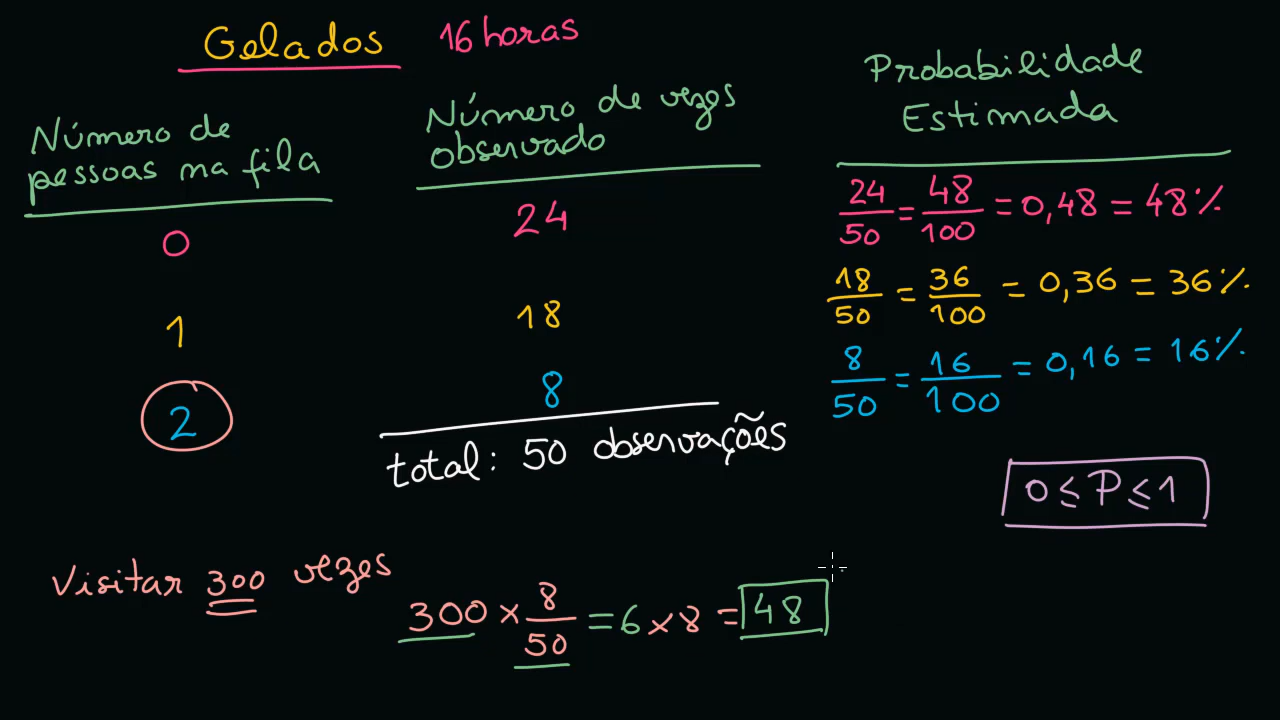 Gelados 16 horas
Número de pessoas na fila
Número de vezes observado
Probabilidade Estimada
0 24 24/50 = 48/100 = 0,48 = 48%
1 18 18/50 = 36/100 = 0,36 = 36%
2 8 8/50 = 16/100 = 0,16 = 16%
total: 50 observações
0 ≤ P ≤ 1
Visitar 300 vezes
300 × 8/50 = 6 × 8 = 48